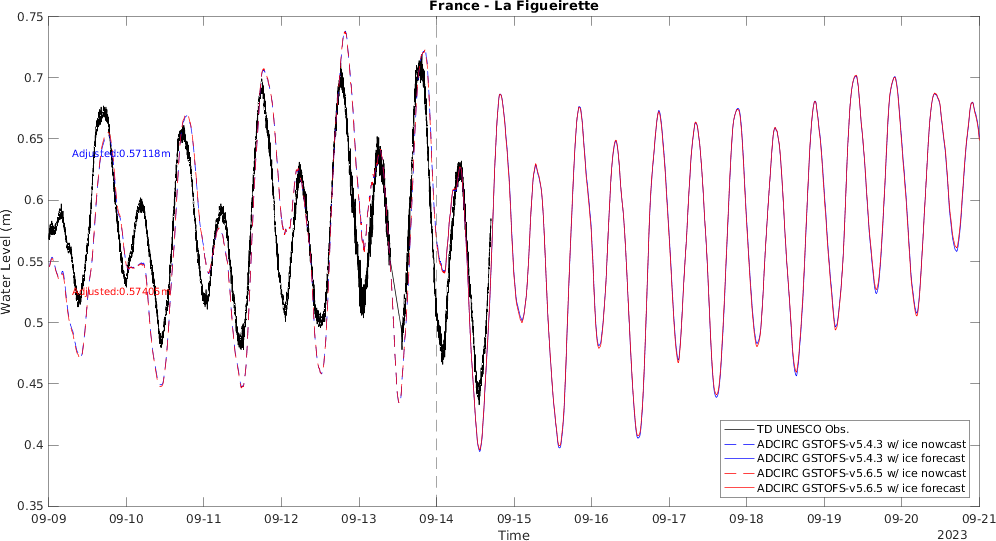 France - La Figueirette
0.75
0.7
0.65
0.6
0.55
0.5
0.45
0.4
0.35
Water Level (m)
Adjusted:0.57118m
Adjusted:0.57406m
TD UNESCO Obs.
ADCIRC GSTOFS-v5.4.3 w/ ice nowcast
ADCIRC GSTOFS-v5.4.3 w/ ice forecast
ADCIRC GSTOFS-v5.6.5 w/ ice nowcast
ADCIRC GSTOFS-v5.6.5 w/ ice forecast
09-09 09-10 09-11 09-12 09-13 09-14 09-15 09-16 09-17 09-18 09-19 09-20 09-21
Time
2023